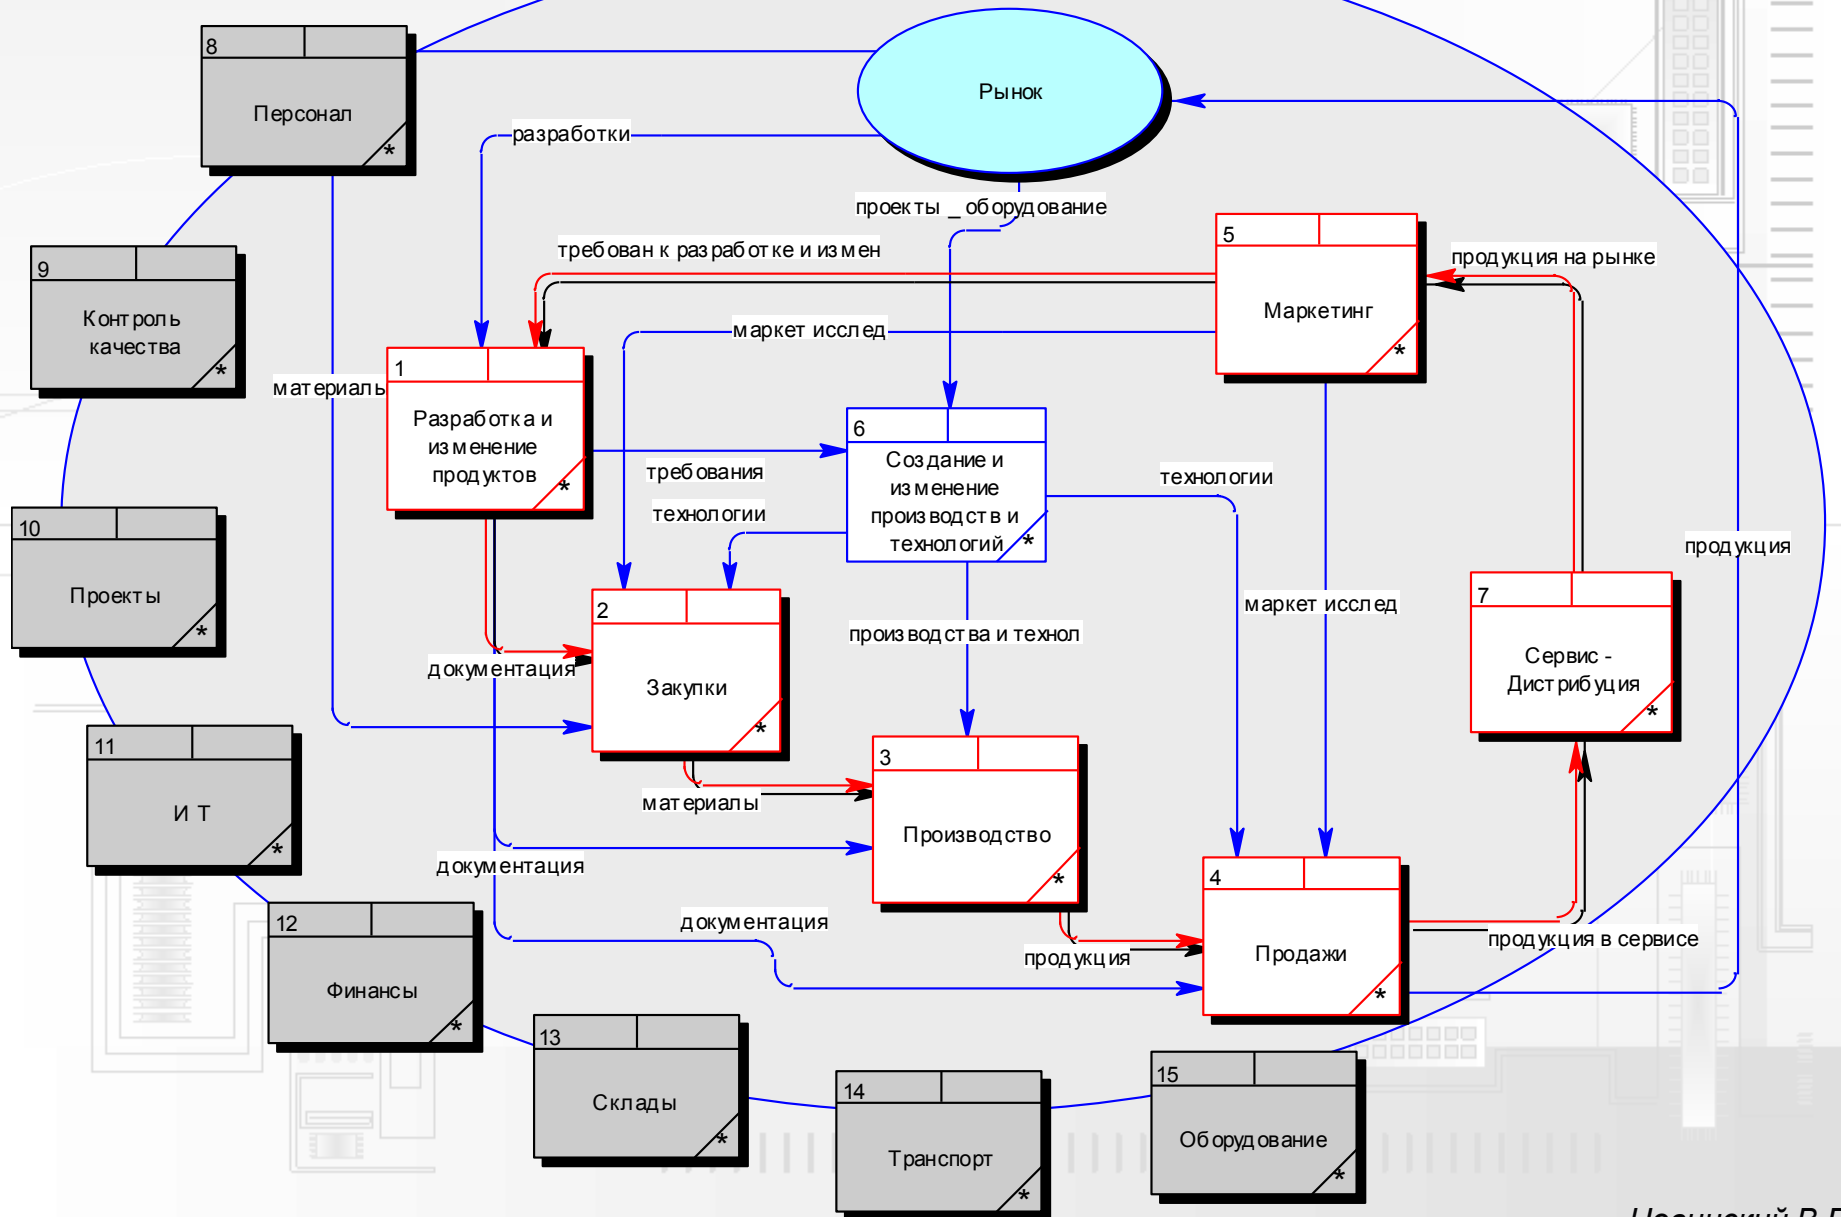 8
Персонал
*
Рынок
разработки
проекты _ оборудование
5
Маркетинг
*
требован к разработке и измен
продукция на рынке
9
Контроль
качества
*
маркет исслед
материаль
1
Разработка и
изменение
продуктов
*
6
Создание и
изменение
производств и
технологий
*
требования
технологии
технологии
10
Проекты
*
продукция
2
Закупки
*
маркет исслед
7
Сервис -
Дистрибуция
*
производства и технол
документация
11
И Т
*
3
Производство
*
материалы
документация
4
Продажи
*
12
Финансы
*
документация
продукция
продукция в сервисе
13
Склады
*
14
Транспорт
*
15
Оборудование
*